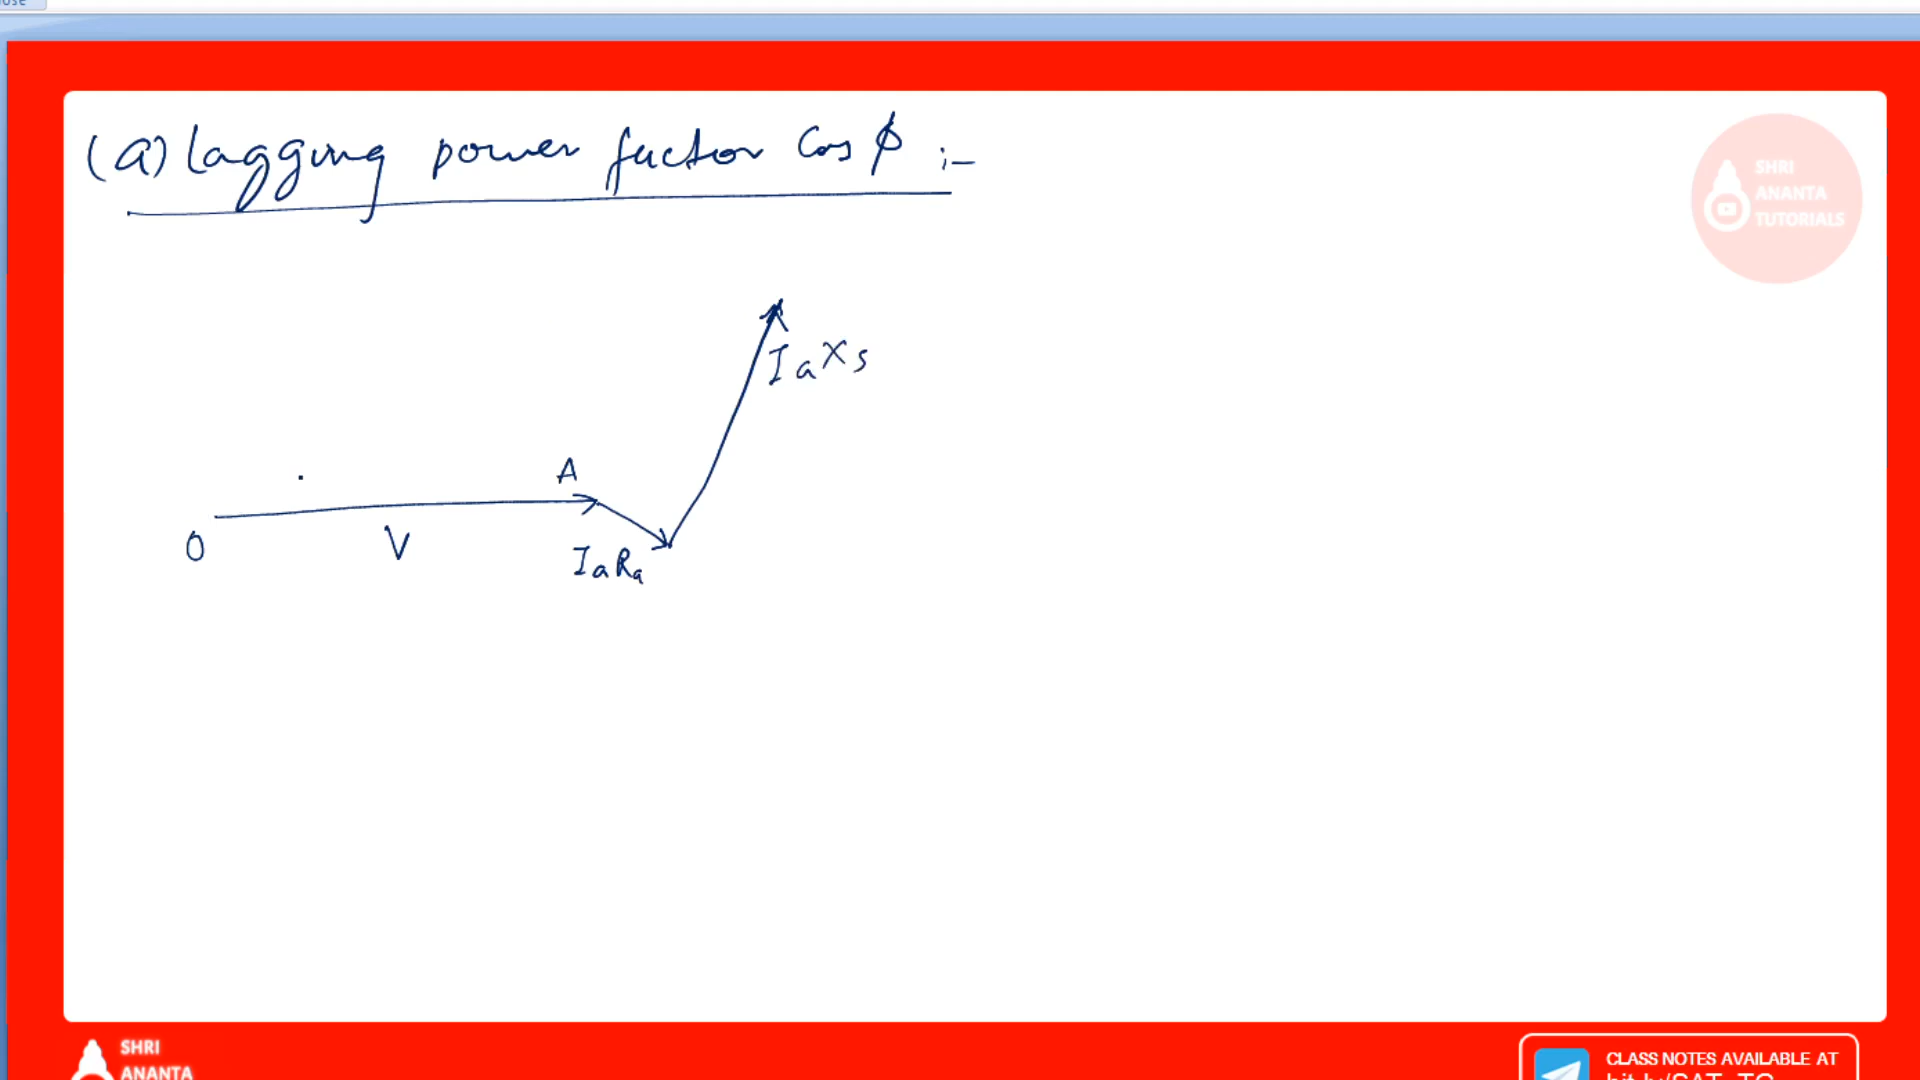 (a) Lagging power factor Cos ϕ :-
SHRI
ANANTA
TUTORIALS
IaXs
A
O
V
IaRa
SHRI
ANANTA
CLASS NOTES AVAILABLE AT